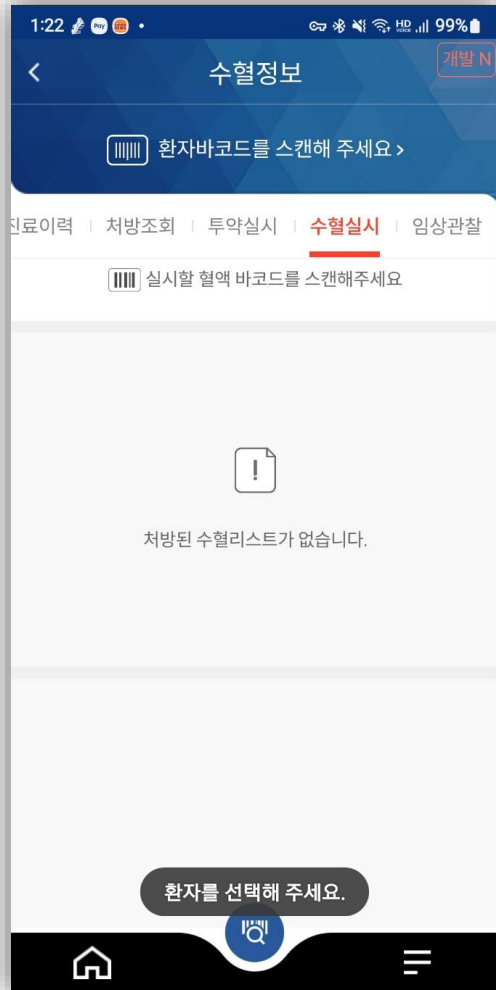 1:22 99%
수혈정보
개발 N
환자바코드를 스캔해 주세요 >
진료이력 처방조회 투약실시 수혈실시 임상관찰
실시할 혈액 바코드를 스캔해주세요
!
처방된 수혈리스트가 없습니다.
환자를 선택해 주세요.